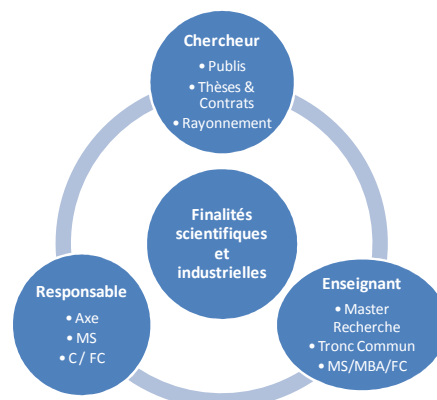 Chercheur
• Publis
• Thèses &
Contrats
• Rayonnement
Finalités
scientifiques
et
industrielles
Responsable
• Axe
• MS
• C / FC
Enseignant
• Master
Recherche
• Tronc Commun
• MS/MBA/FC